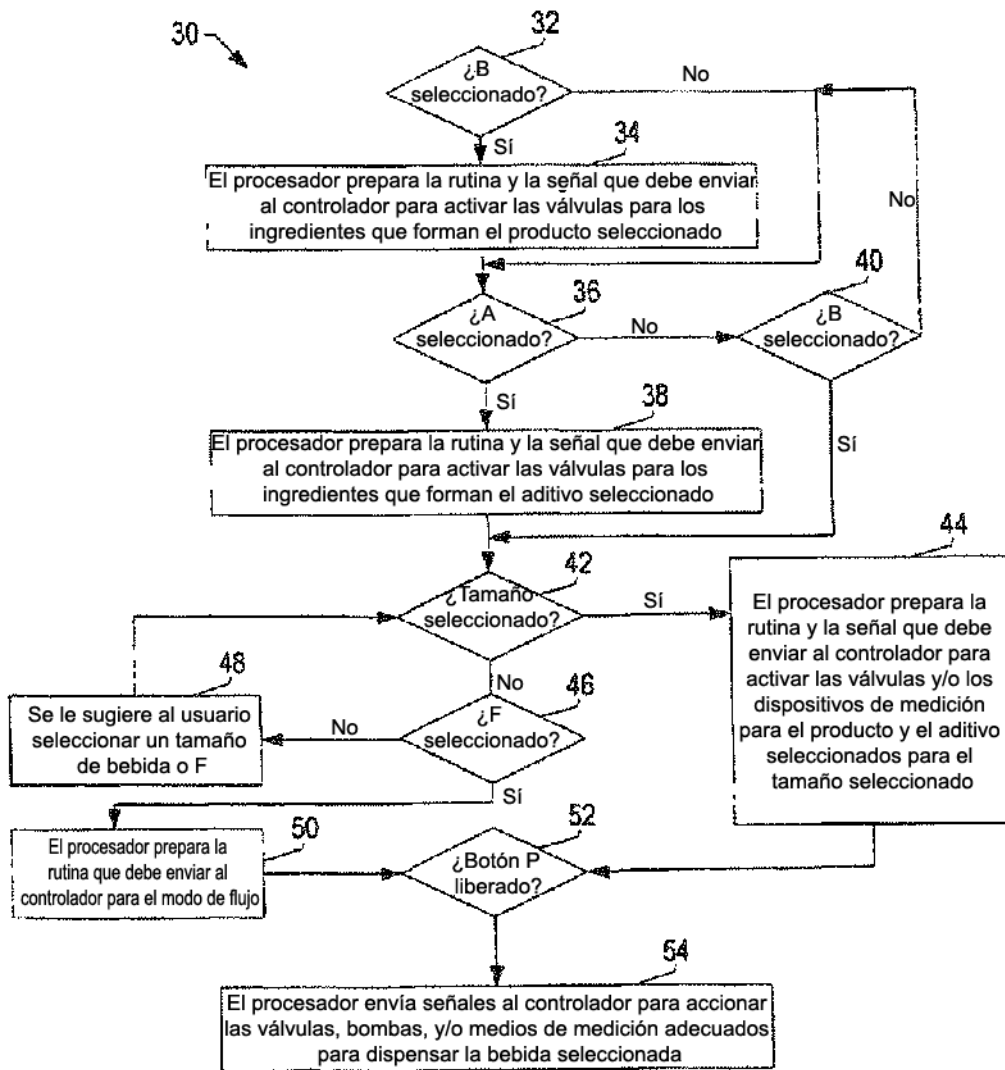 30
32
¿B
seleccionado?
No
Sí
34
El procesador prepara la rutina y la señal que debe enviar
al controlador para activar las válvulas para los
ingredientes que forman el producto seleccionado
No
36
¿A
seleccionado?
No
40
¿B
seleccionado?
Sí
Sí
38
El procesador prepara la rutina y la señal que debe enviar
al controlador para activar las válvulas para los
ingredientes que forman el aditivo seleccionado
42
¿Tamaño
seleccionado?
Sí
44
El procesador prepara la
rutina y la señal que debe
enviar al controlador para
activar las válvulas y/o los
dispositivos de medición
para el producto y el aditivo
seleccionados para el
tamaño seleccionado
No
46
¿F
seleccionado?
No
48
Se le sugiere al usuario
seleccionar un tamaño
de bebida o F
Sí
50
El procesador prepara la
rutina que debe enviar al
controlador para el modo de flujo
52
¿Botón P
liberado?
54
El procesador envía señales al controlador para accionar
las válvulas, bombas, y/o medios de medición adecuados
para dispensar la bebida seleccionada